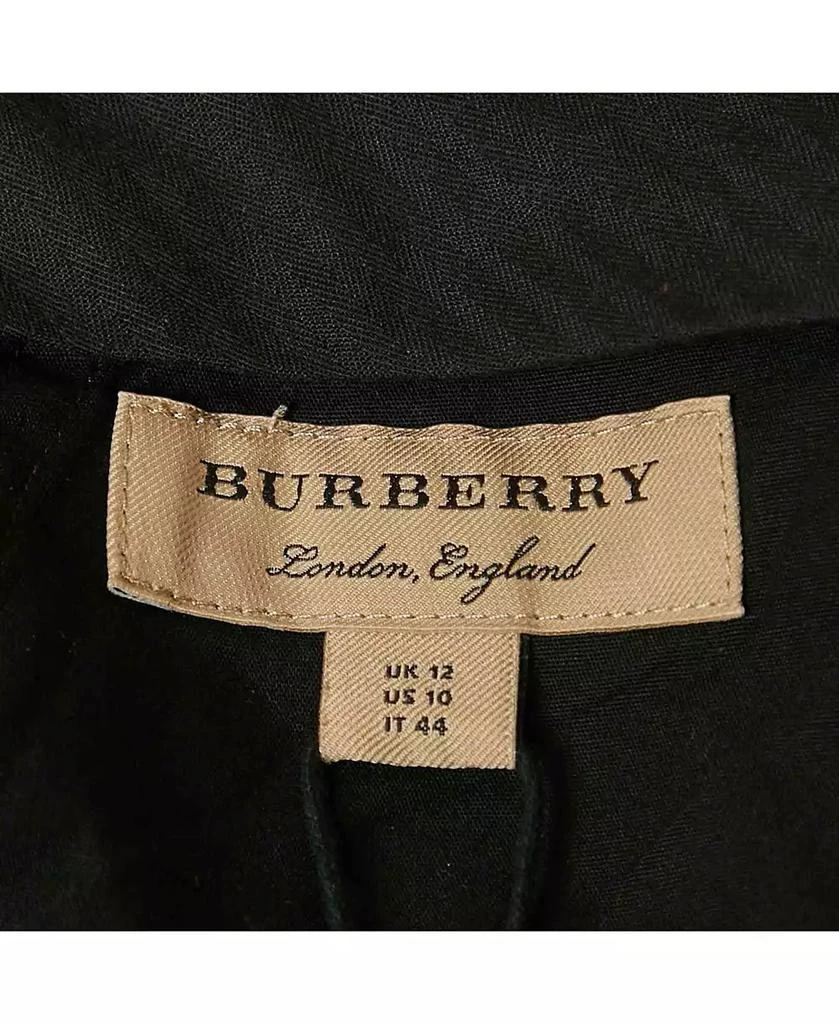 BURBERRY
London, England
UK 12
US 10
IT 44